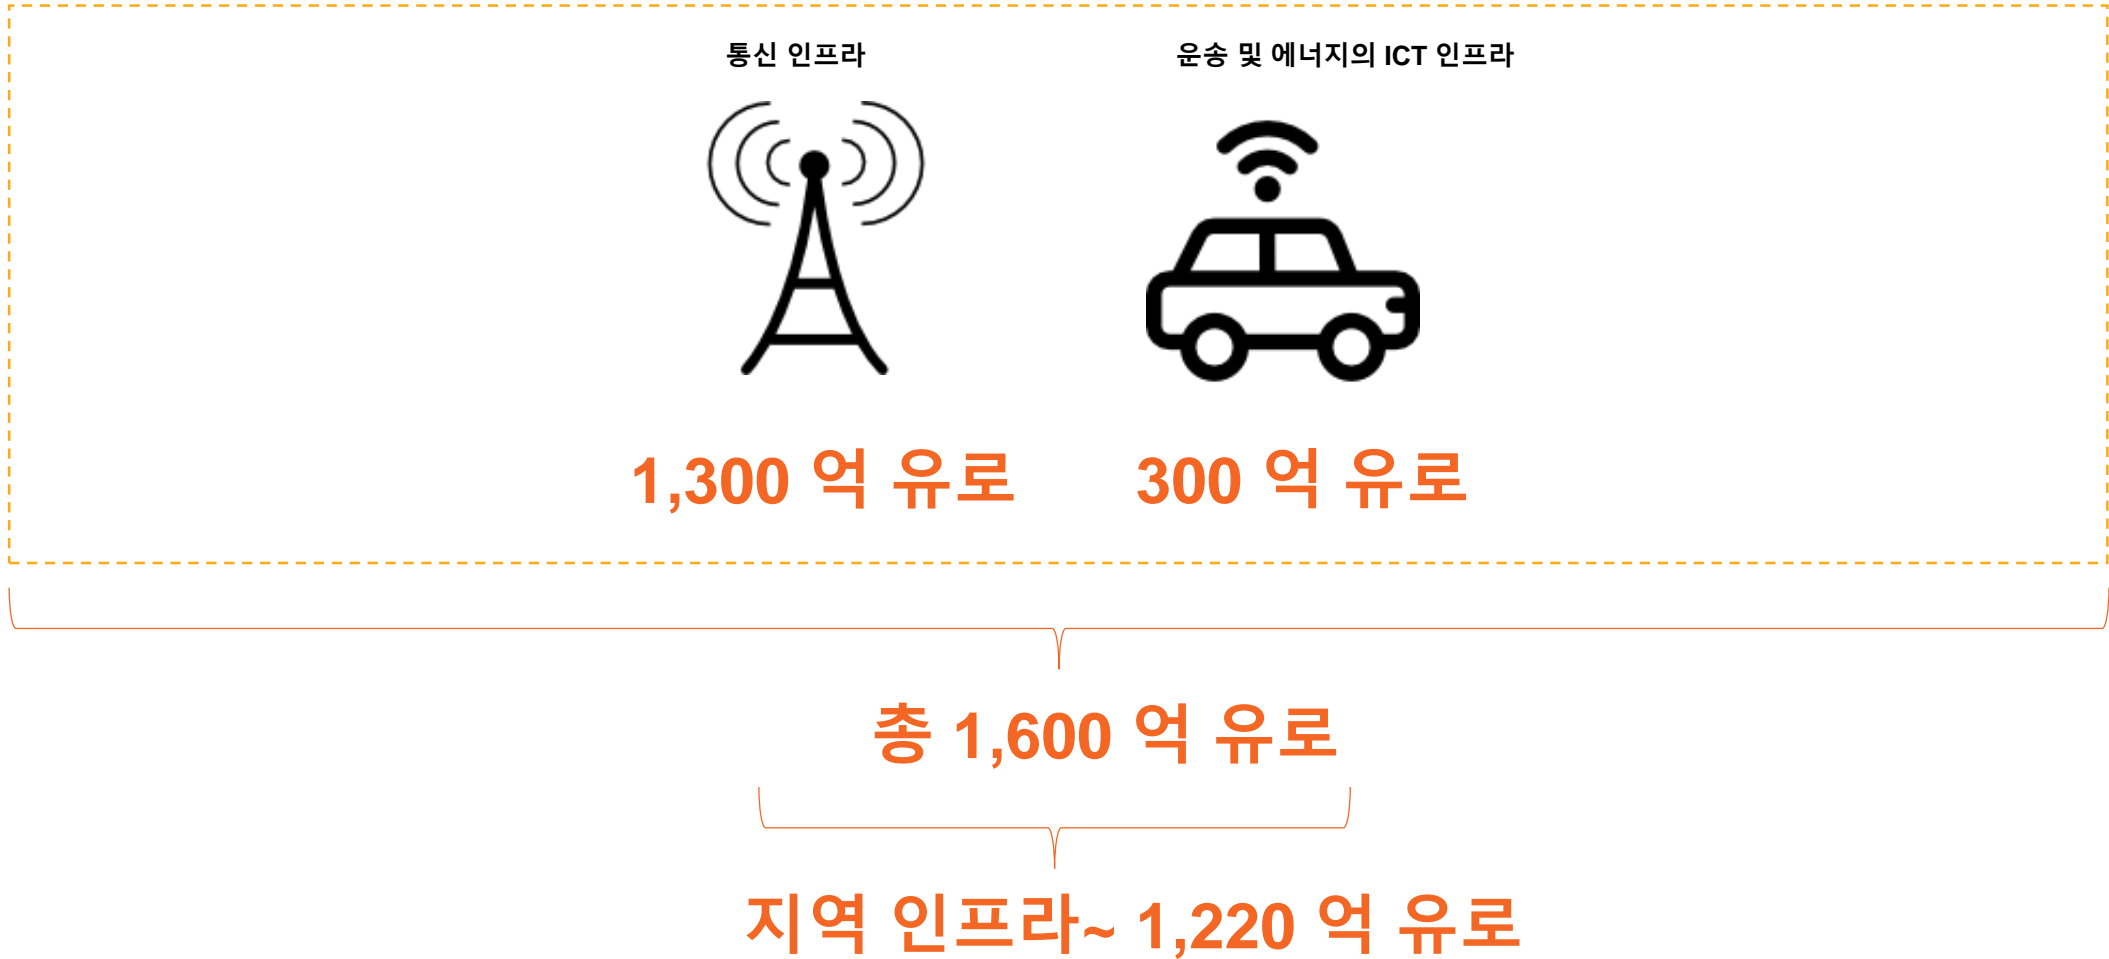 통신 인프라
운송 및 에너지의 ICT 인프라
1,300 억 유로
300 억 유로
총 1,600 억 유로
지역 인프라~ 1,220 억 유로